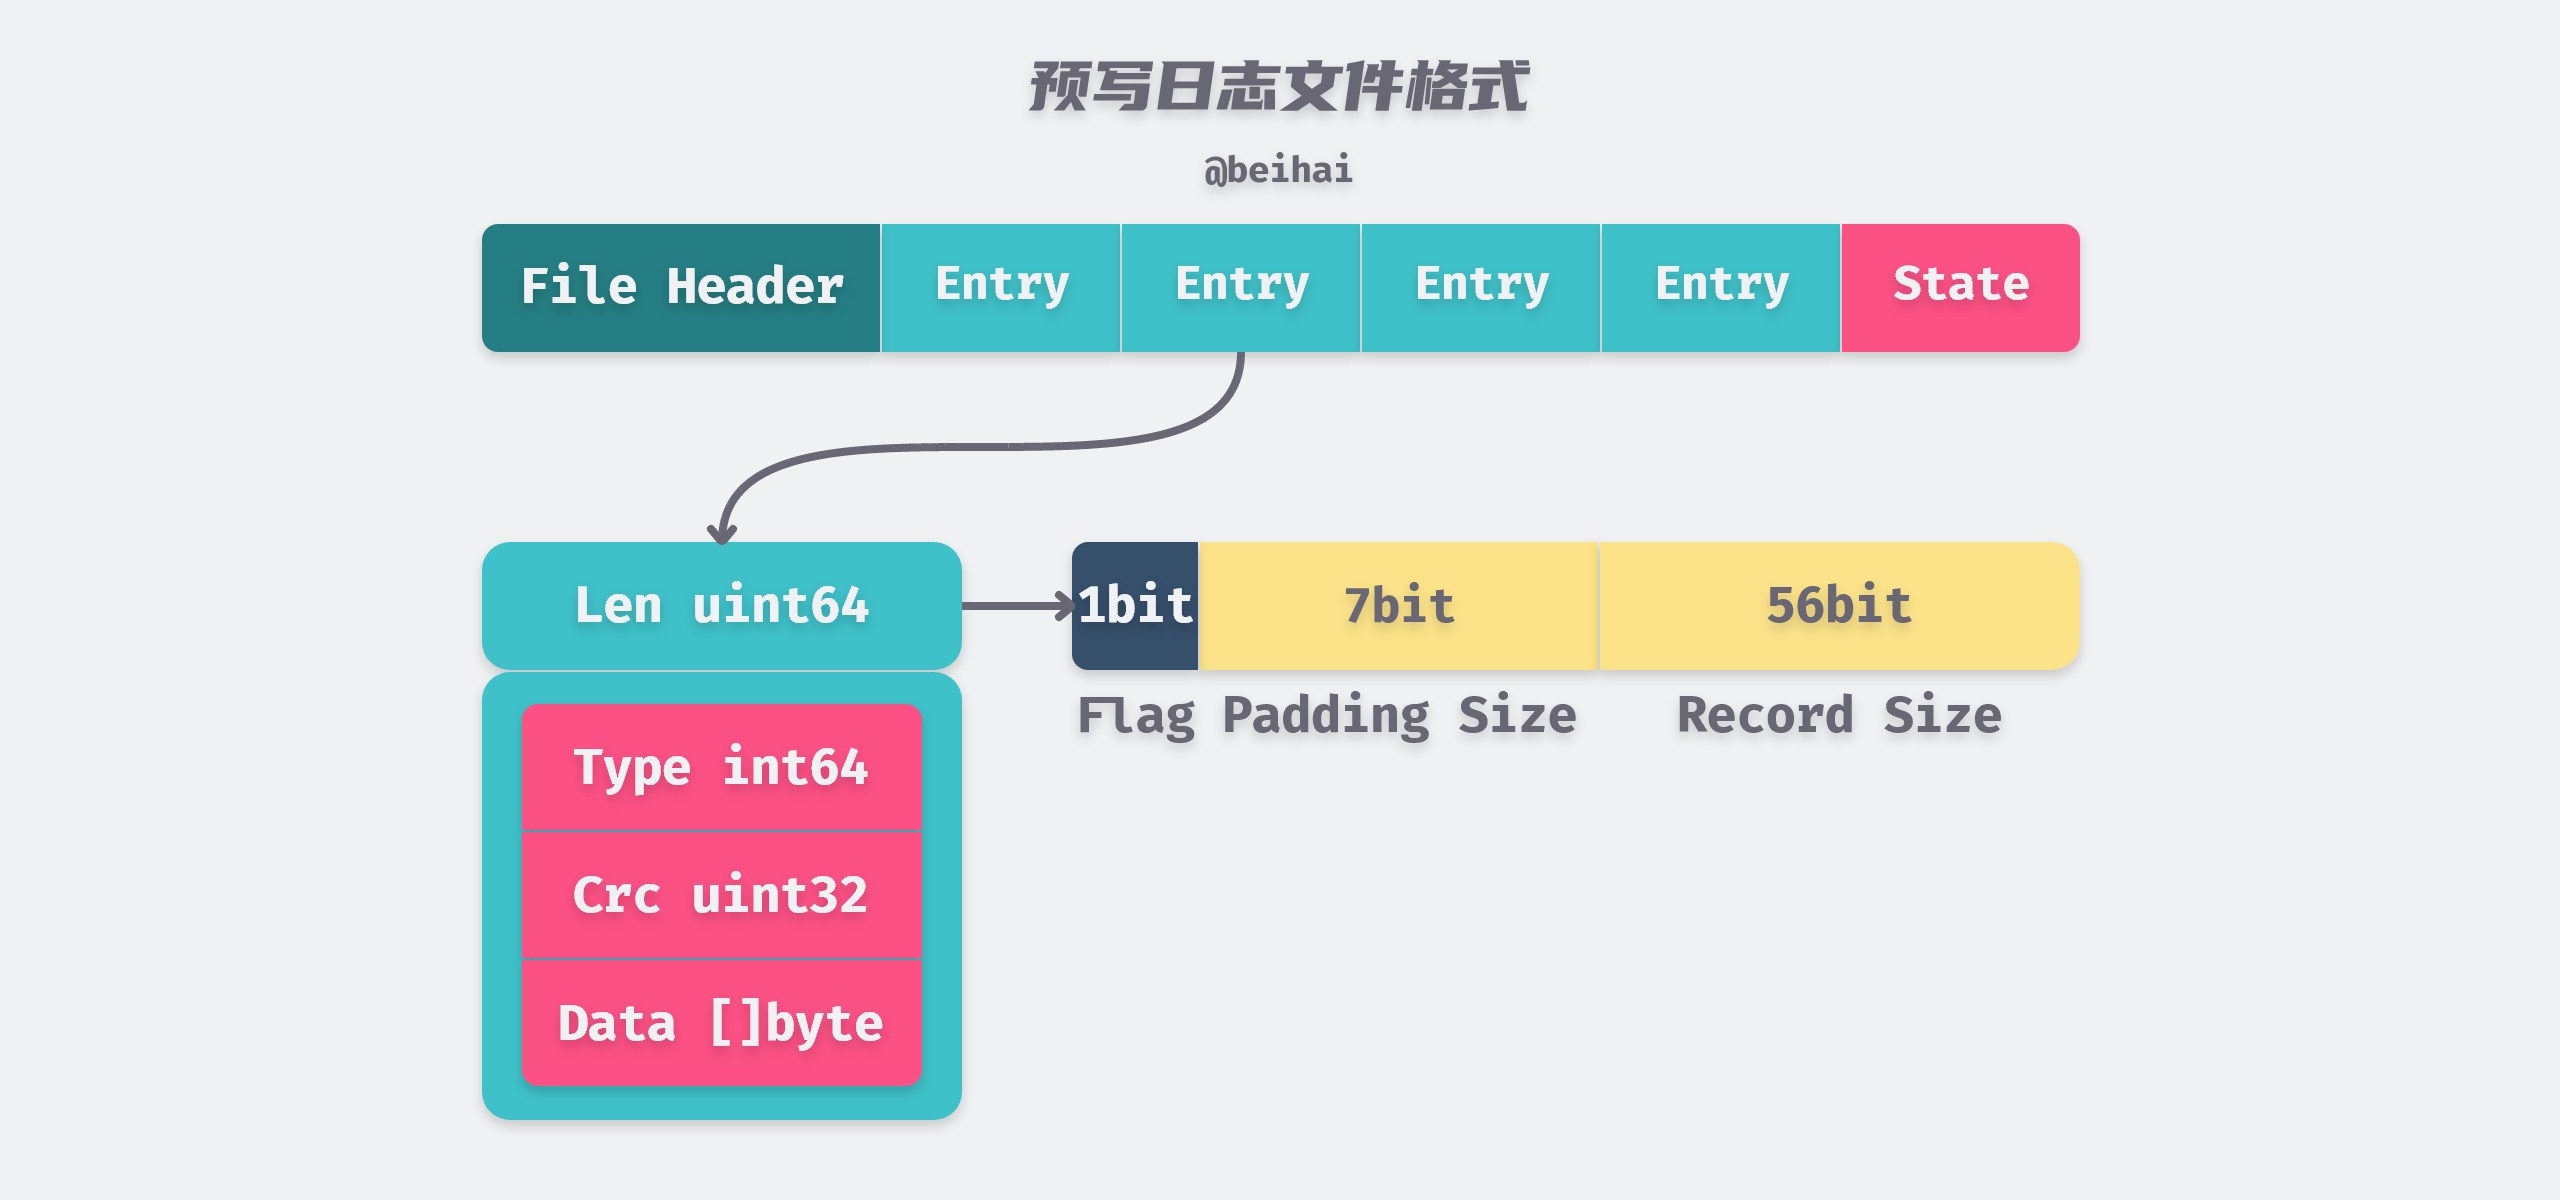 预写日志文件格式
@beihai
File Header Entry Entry Entry Entry State
Len uint64 1bit 7bit 56bit
Flag Padding Size Record Size
Type int64
Crc uint32
Data []byte